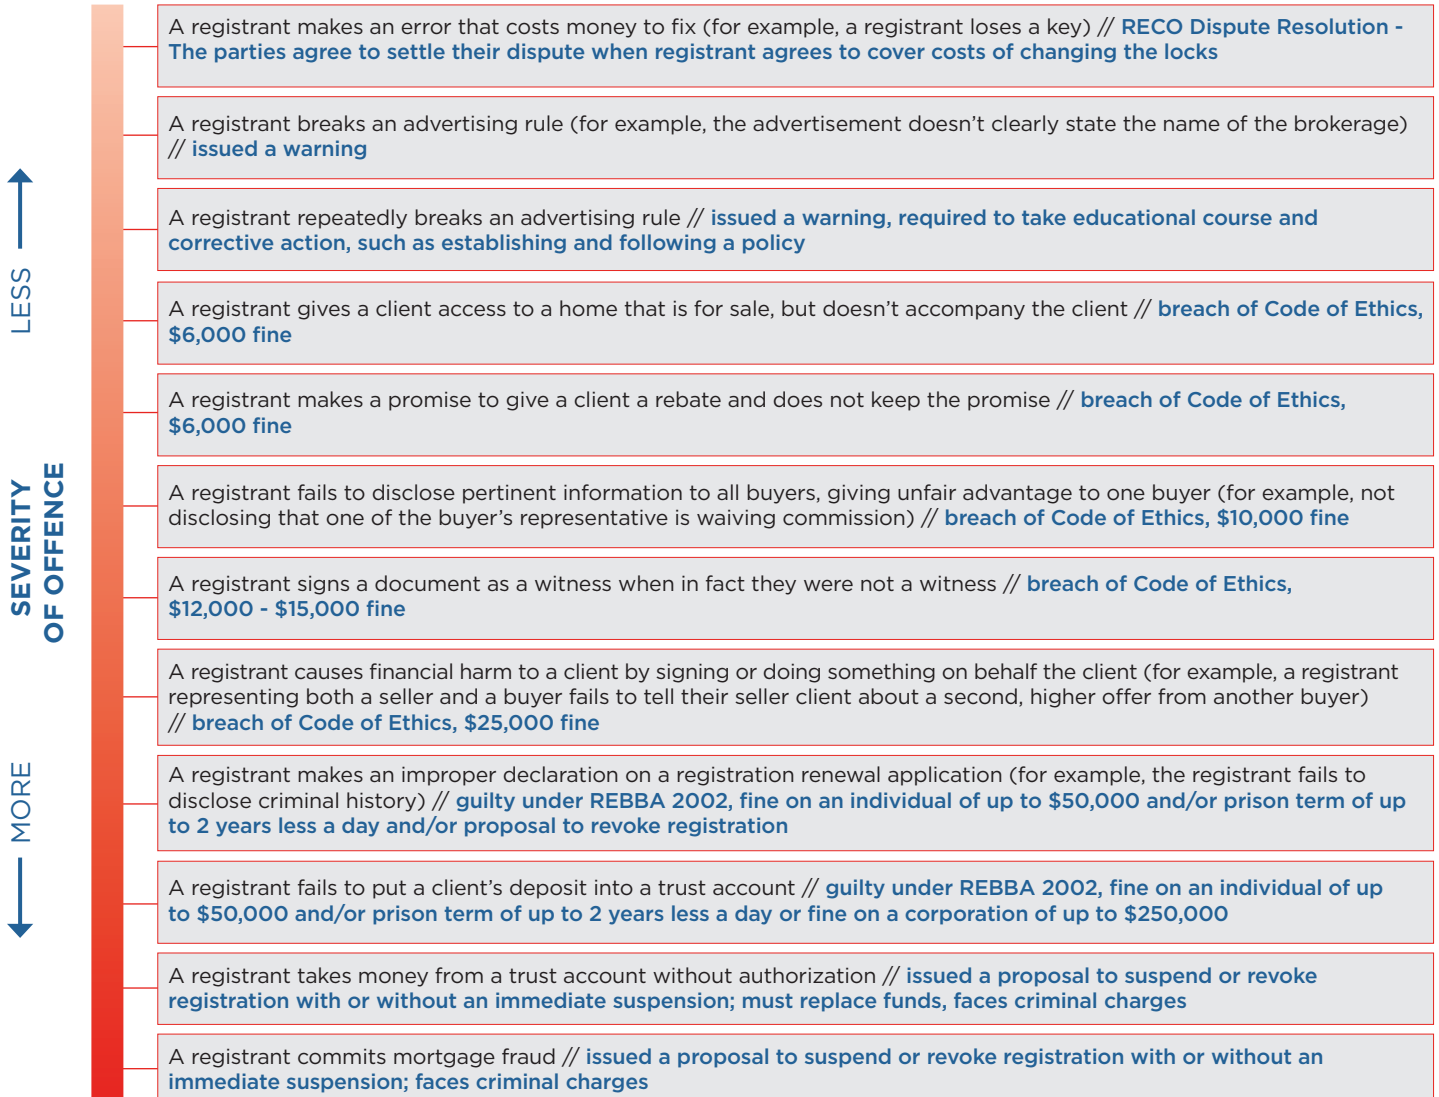 A registrant makes an error that costs money to fix (for example, a registrant loses a key) // RECO Dispute Resolution -
The parties agree to settle their dispute when registrant agrees to cover costs of changing the locks
A registrant breaks an advertising rule (for example, the advertisement doesn't clearly state the name of the brokerage)
// issued a warning
A registrant repeatedly breaks an advertising rule // issued a warning, required to take educational course and
corrective action, such as establishing and following a policy
LESS
A registrant gives a client access to a home that is for sale, but doesn't accompany the client // breach of Code of Ethics,
$6,000 fine
A registrant makes a promise to give a client a rebate and does not keep the promise // breach of Code of Ethics,
$6,000 fine
SEVERITY
OF OFFENCE
A registrant fails to disclose pertinent information to all buyers, giving unfair advantage to one buyer (for example, not
disclosing that one of the buyer's representative is waiving commission) // breach of Code of Ethics, $10,000 fine
A registrant signs a document as a witness when in fact they were not a witness // breach of Code of Ethics,
$12,000 - $15,000 fine
A registrant causes financial harm to a client by signing or doing something on behalf the client (for example, a registrant
representing both a seller and a buyer fails to tell their seller client about a second, higher offer from another buyer)
// breach of Code of Ethics, $25,000 fine
MORE
A registrant makes an improper declaration on a registration renewal application (for example, the registrant fails to
disclose criminal history) // guilty under REBBA 2002, fine on an individual of up to $50,000 and/or prison term of up
to 2 years less a day and/or proposal to revoke registration
A registrant fails to put a client's deposit into a trust account // guilty under REBBA 2002, fine on an individual of up
to $50,000 and/or prison term of up to 2 years less a day or fine on a corporation of up to $250,000
A registrant takes money from a trust account without authorization // issued a proposal to suspend or revoke
registration with or without an immediate suspension; must replace funds, faces criminal charges
A registrant commits mortgage fraud // issued a proposal to suspend or revoke registration with or without an
immediate suspension; faces criminal charges